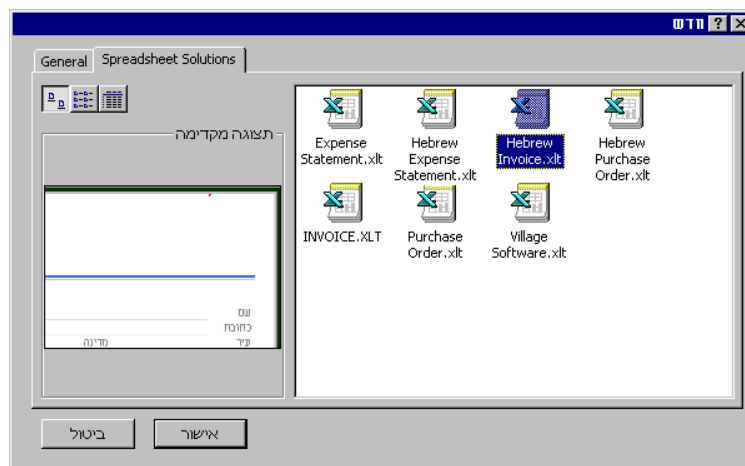 חדש
General
Spreadsheet Solutions
תצוגה מקדימה
עם
כתובת
עיר מדינה
Expense
Statement.xlt
Hebrew
Expense
Statement.xlt
Hebrew
Invoice.xlt
Hebrew
Purchase
Order.xlt
INVOICE.XLT
Purchase
Order.xlt
Village
Software.xlt
ביטול
אישור